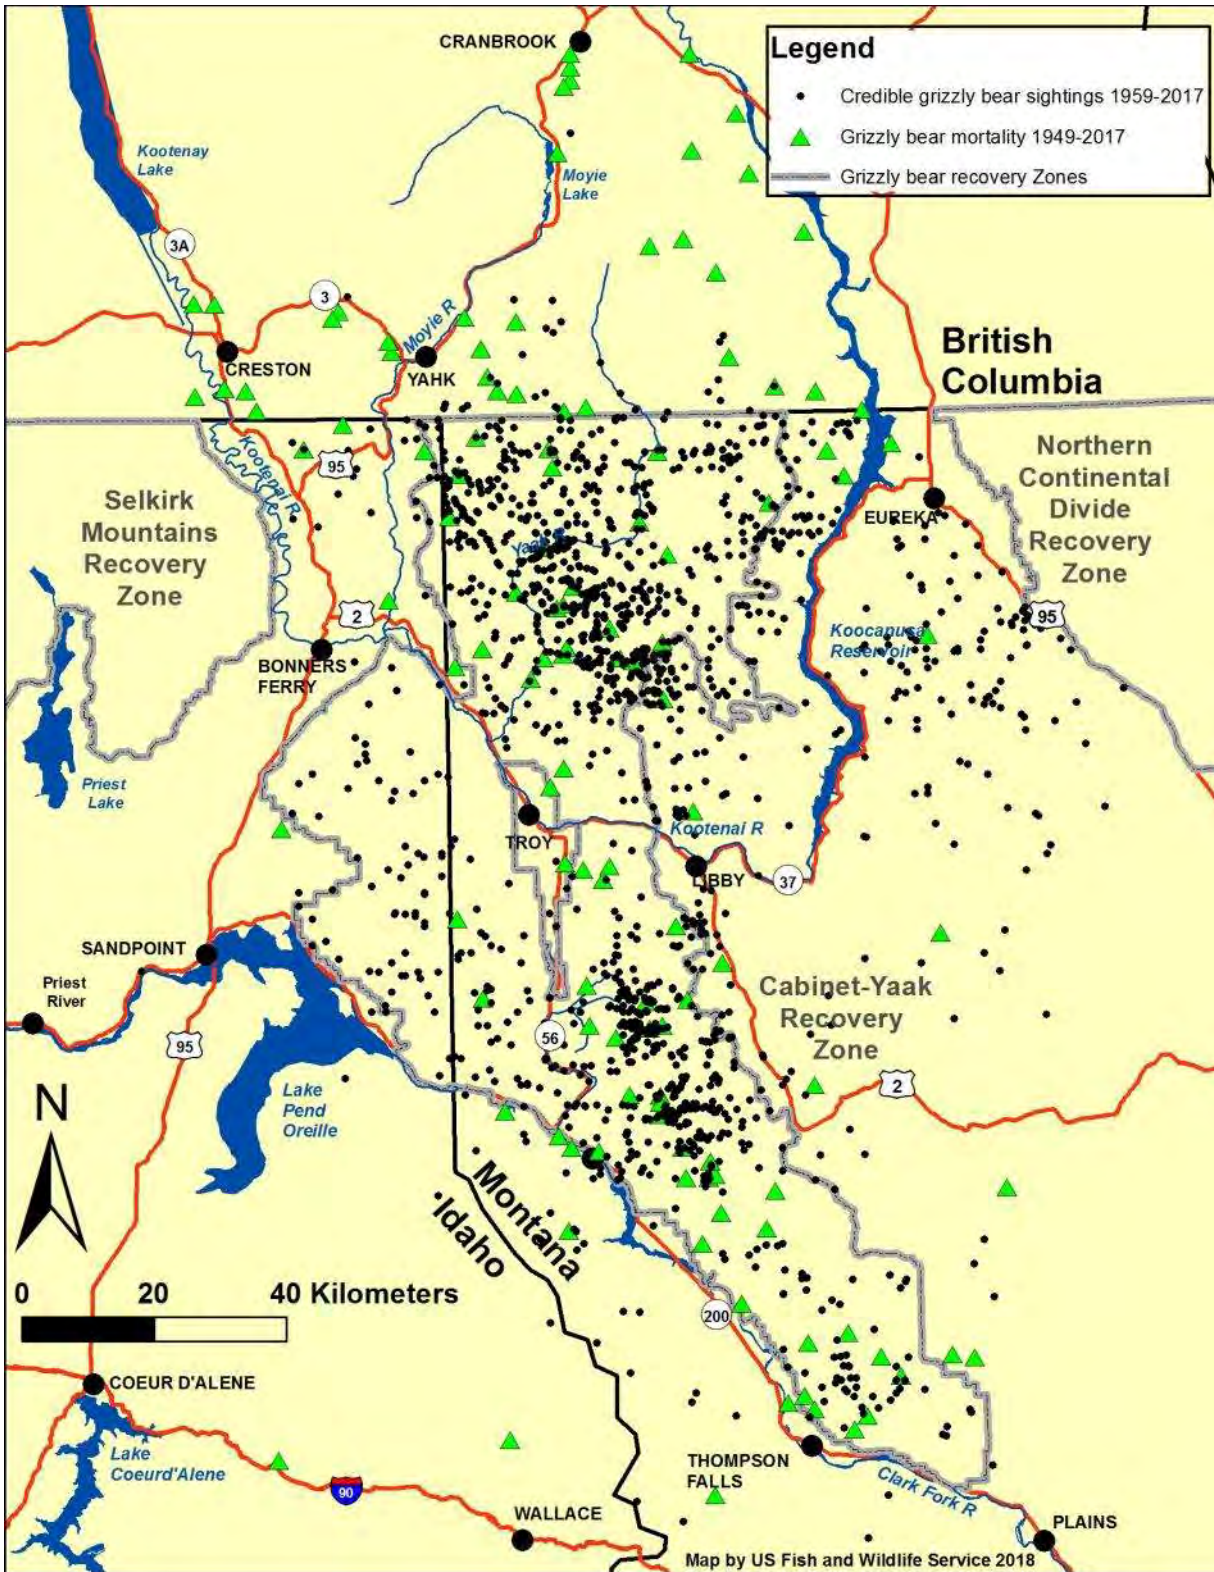 CRANBROOK
Legend
Credible grizzly bear sightings 1959-2017
Grizzly bear mortality 1949-2017
Grizzly bear recovery Zones
Kootenay
Lake
Moyie
Lake
3A
3
Moyie R
CRESTON
YAHK
British
Columbia
Kootenai R
95
Selkirk
Mountains
Recovery
Zone
Northern
Continental
Divide
Recovery
Zone
EUREKA
2
95
BONNERS
FERRY
Koocanusa
Reservoir
Priest
Lake
TROY
Kootenai R
LIBBY
37
SANDPOINT
Priest
River
95
56
Cabinet-Yaak
Recovery
Zone
2
Lake
Pend
Oreille
N
Montana
Idaho
0 20 40 Kilometers
200
COEUR D'ALENE
Lake
Coeurd'Alene
90
WALLACE
THOMPSON
FALLS
Clark Fork R
PLAINS
Map by US Fish and Wildlife Service 2018